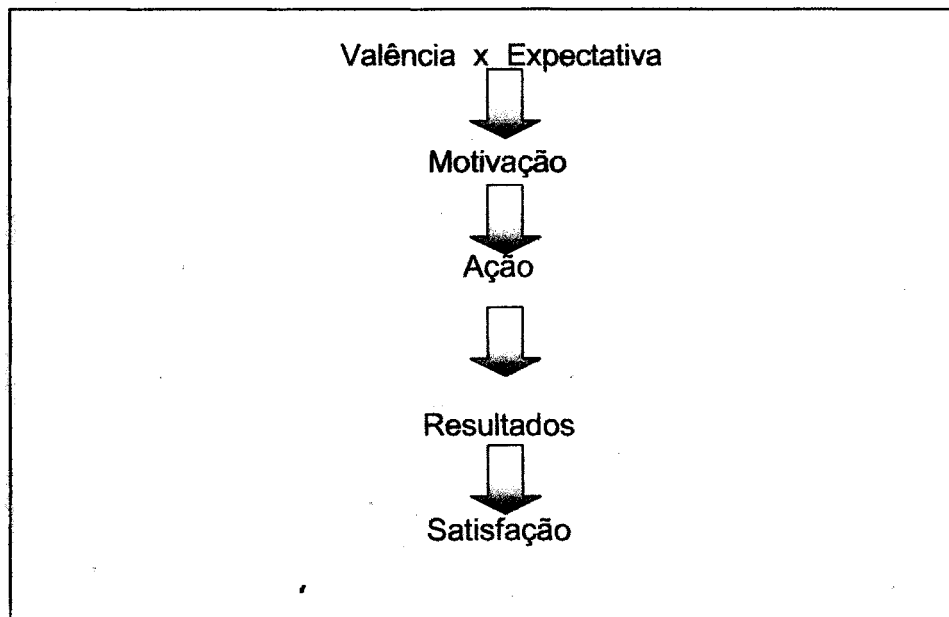 Valência x Expectativa
Motivação
Ação
Resultados
Satisfação